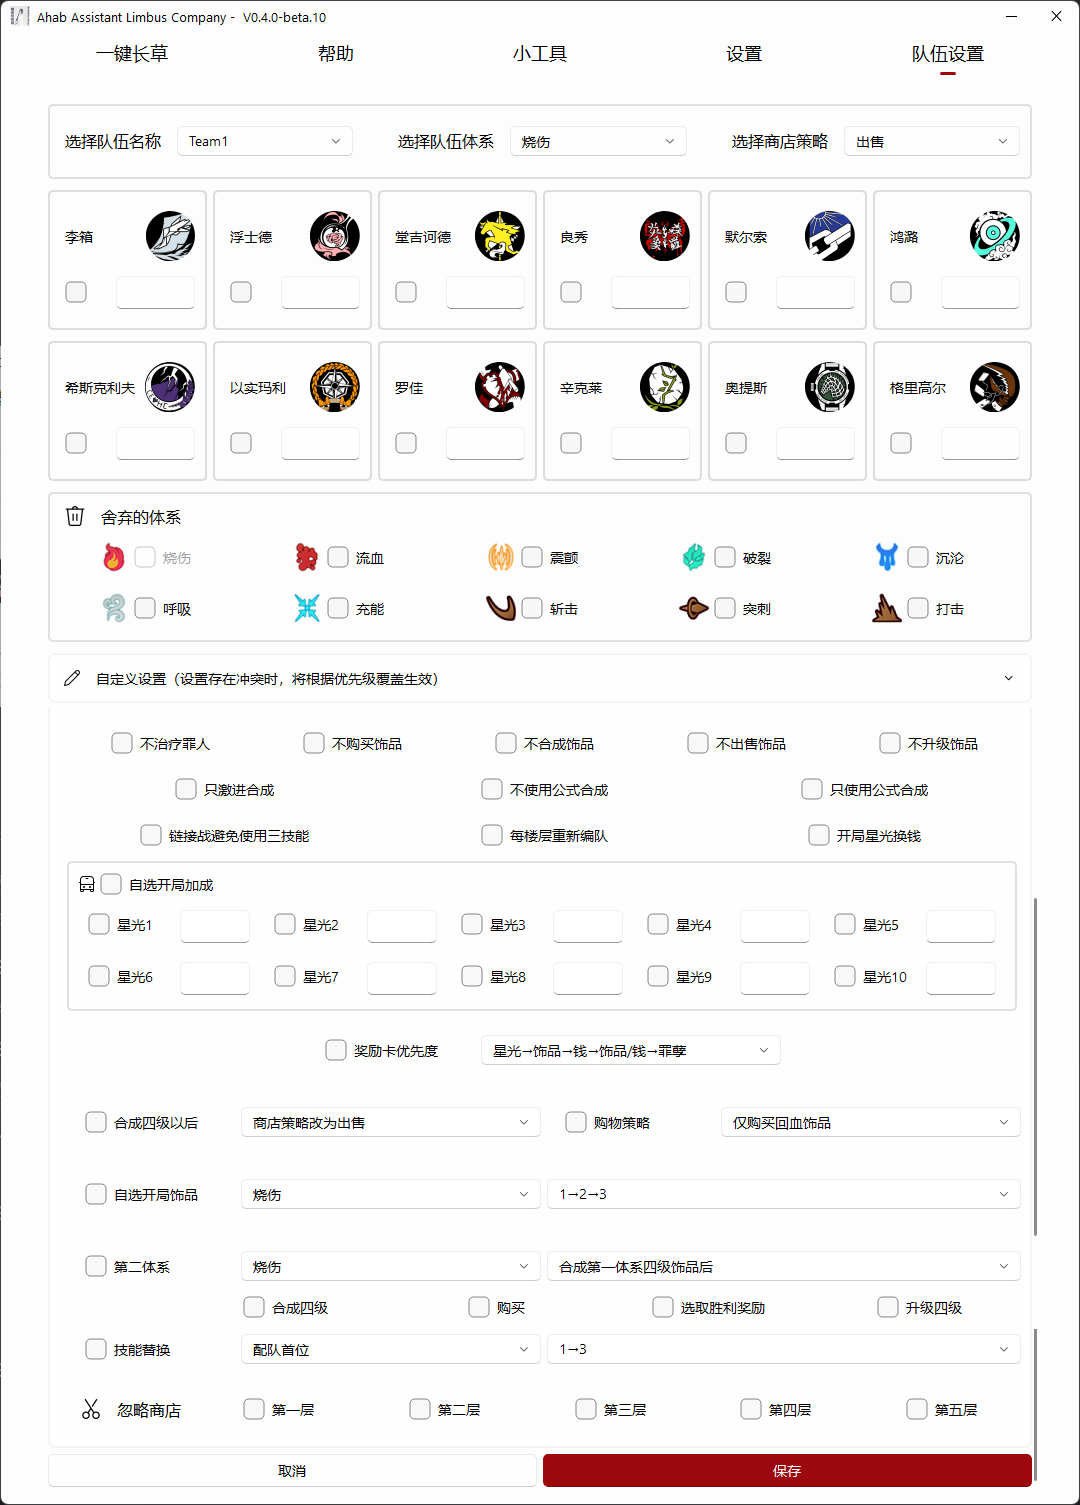 Ahab Assistant Limbus Company - V0.4.0-beta.10
一键长草 帮助 小工具 设置 队伍设置
选择队伍名称 Team1 选择队伍体系 烧伤 选择商店策略 出售
李箱 浮士德 堂吉诃德 良秀 默尔索 鸿潞
希斯克利夫 以实玛利 罗佳 辛克莱 奥提斯 格里高尔
舍弃的体系
烧伤 流血 震颤 破裂 沉沦
呼吸 充能 斩击 突刺 打击
自定义设置（设置存在冲突时，将根据优先级覆盖生效）
不治疗罪人 不购买饰品 不合成饰品 不出售饰品 不升级饰品
只激进合成 不使用公式合成 只使用公式合成
链接战避免使用三技能 每楼层重新编队 开局星光换钱
自选开局加成
星光1 星光2 星光3 星光4 星光5
星光6 星光7 星光8 星光9 星光10
奖励卡优先度 星光→饰品→钱→饰品/钱→罪孽
合成四级以后 商店策略改为出售 购物策略 仅购买回血饰品
自选开局饰品 烧伤 1→2→3
第二体系 烧伤 合成第一体系四级饰品后
合成四级 购买 选取胜利奖励 升级四级
技能替换 配队首位 1→3
忽略商店 第一层 第二层 第三层 第四层 第五层
取消 保存